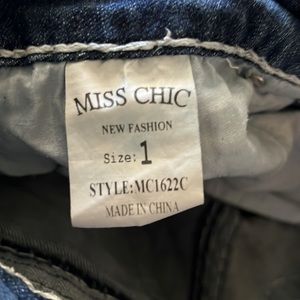 MISS CHIC
NEW FASHION
Size: 1
STYLE:MC1622C
MADE IN CHINA